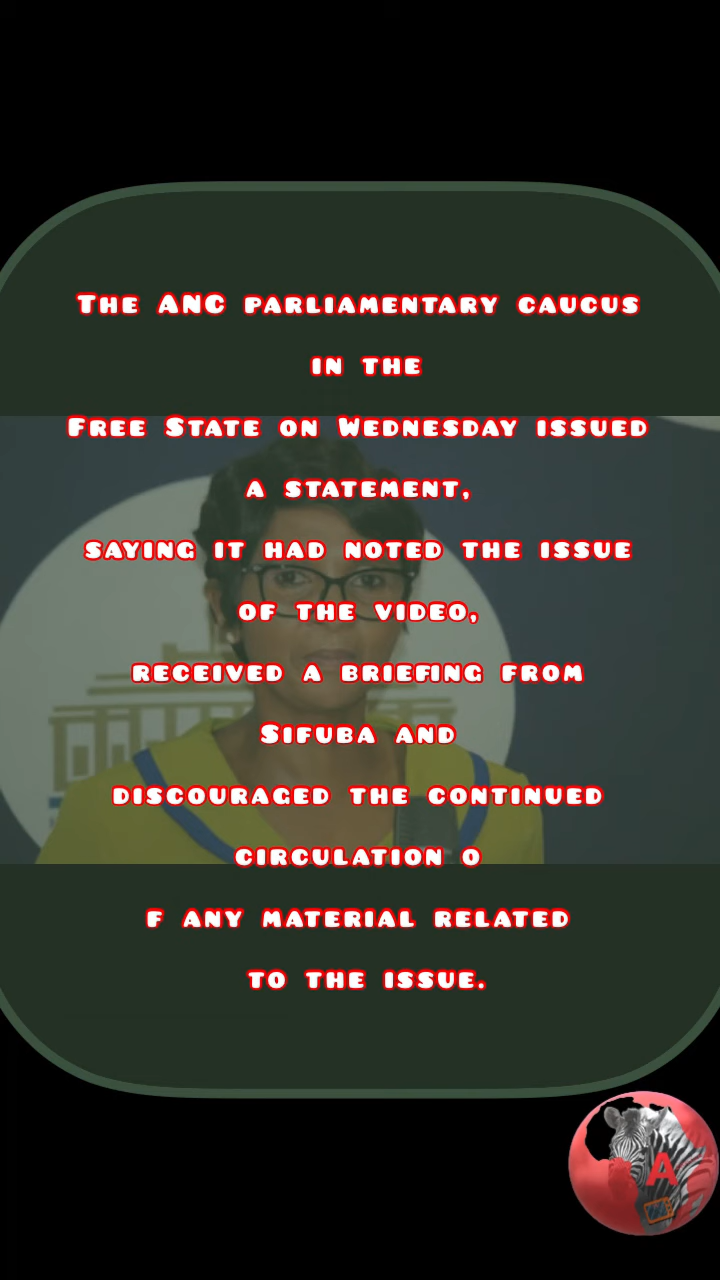 The ANC parliamentary caucus
in the
Free State on Wednesday issued
a statement,
saying it had noted the issue
of the video,
received a briefing from
Sifuba and
discouraged the continued
circulation o
f any material related
to the issue.
A